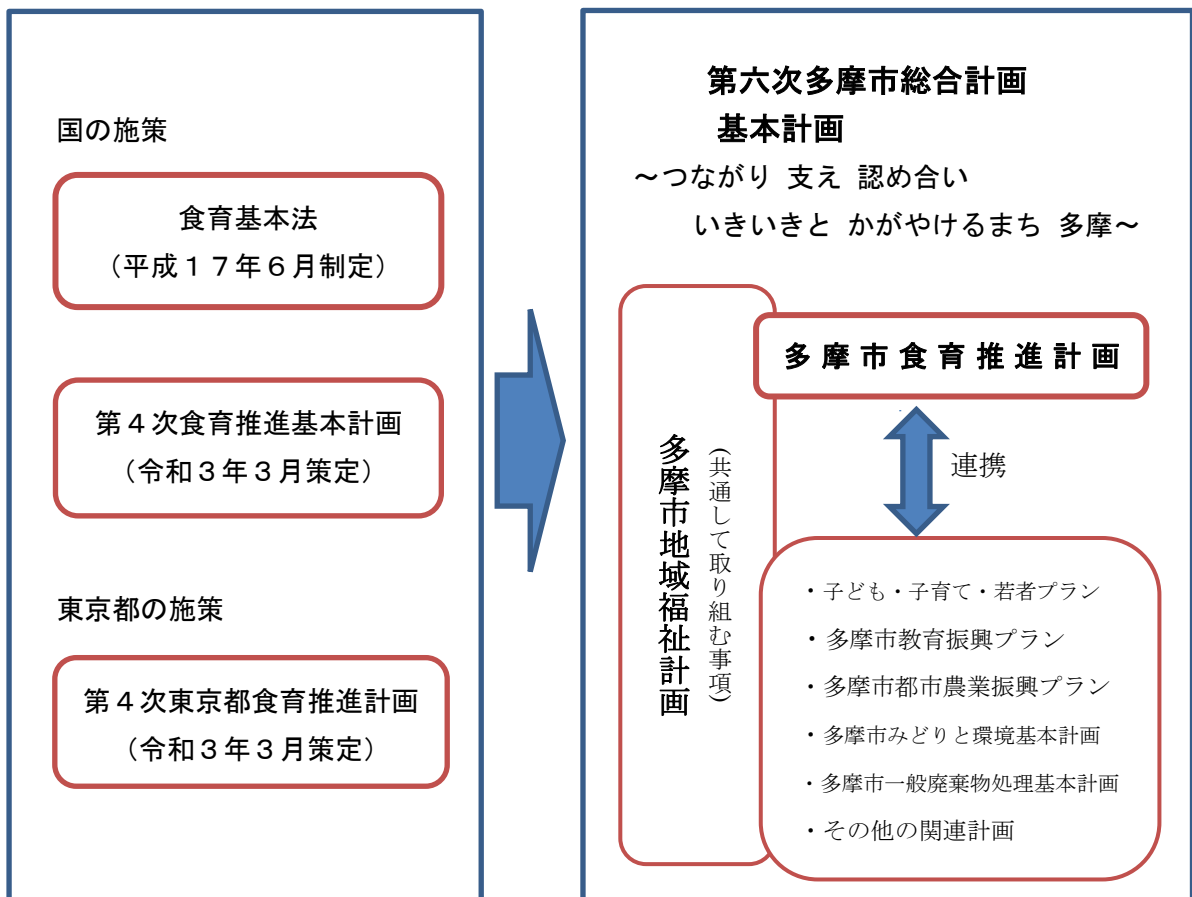 国の施策
食育基本法
（平成１７年６月制定）
第４次食育推進基本計画
（令和３年３月策定）
東京都の施策
第４次東京都食育推進計画
（令和３年３月策定）
第六次多摩市総合計画
基本計画
～つながり 支え 認め合い
いきいきと かがやけるまち 多摩～
多摩市食育推進計画
連携
多摩市地域福祉計画
（共通して取り組む事項）
・子ども・子育て・若者プラン
・多摩市教育振興プラン
・多摩市都市農業振興プラン
・多摩市みどりと環境基本計画
・多摩市一般廃棄物処理基本計画
・その他の関連計画